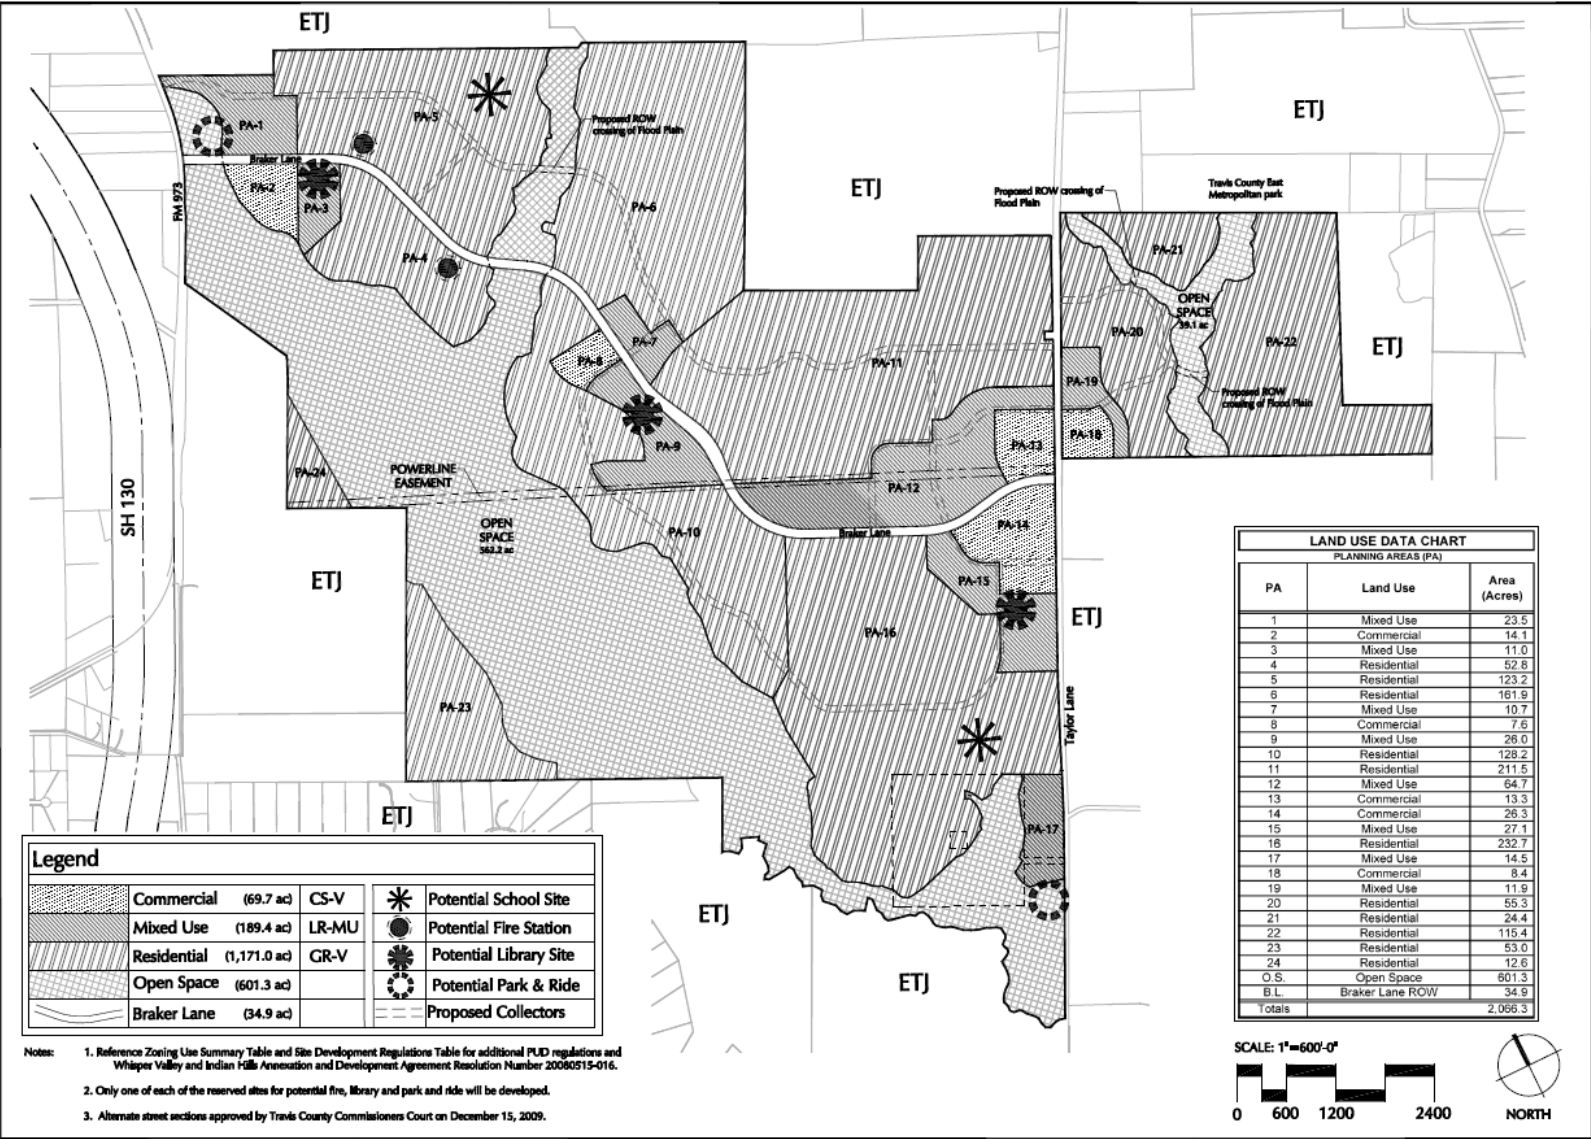 ETJ
ETJ
PA-5
PA-1
Proposed ROW
crossing of Flood Plain
Braker Lane
PA-2
PA-3
FM 973
PA-6
ETJ
Proposed ROW crossing of
Flood Plain
Travis County East
Metropolitan park
PA-4
PA-21
OPEN
SPACE
39.1 ac
PA-20
PA-22
ETJ
PA-7
PA-8
PA-11
PA-19
Proposed ROW
crossing of Flood Plain
PA-9
PA-13
PA-18
PA-24
POWERLINE
EASEMENT
PA-12
SH 130
OPEN
SPACE
562.2 ac
PA-10
Braker Lane
PA-14
ETJ
PA-15
ETJ
PA-16
PA-23
Taylor Lane
ETJ
PA-17
ETJ
ETJ
LAND USE DATA CHART
PLANNING AREAS (PA)
PA Land Use Area (Acres)
1 Mixed Use 23.5
2 Commercial 14.1
3 Mixed Use 11.0
4 Residential 52.8
5 Residential 123.2
6 Residential 161.9
7 Mixed Use 10.7
8 Commercial 7.6
9 Mixed Use 26.0
10 Residential 128.2
11 Residential 211.5
12 Mixed Use 64.7
13 Commercial 13.3
14 Commercial 26.3
15 Mixed Use 27.1
16 Residential 232.7
17 Mixed Use 14.5
18 Commercial 8.4
19 Mixed Use 11.9
20 Residential 55.3
21 Residential 24.4
22 Residential 115.4
23 Residential 53.0
24 Residential 12.6
O.S. Open Space 601.3
B.L. Braker Lane ROW 34.9
Totals 2,066.3
Legend
Commercial (69.7 ac) CS-V Potential School Site
Mixed Use (189.4 ac) LR-MU Potential Fire Station
Residential (1,171.0 ac) GR-V Potential Library Site
Open Space (601.3 ac) Potential Park & Ride
Braker Lane (34.9 ac) Proposed Collectors
Notes: 1. Reference Zoning Use Summary Table and Site Development Regulations Table for additional PUD regulations and
Whisper Valley and Indian Hills Annexation and Development Agreement Resolution Number 20080515-016.
2. Only one of each of the reserved sites for potential fire, library and park and ride will be developed.
3. Alternate street sections approved by Travis County Commissioners Court on December 15, 2009.
SCALE: 1"=600'-0"
0 600 1200 2400
NORTH